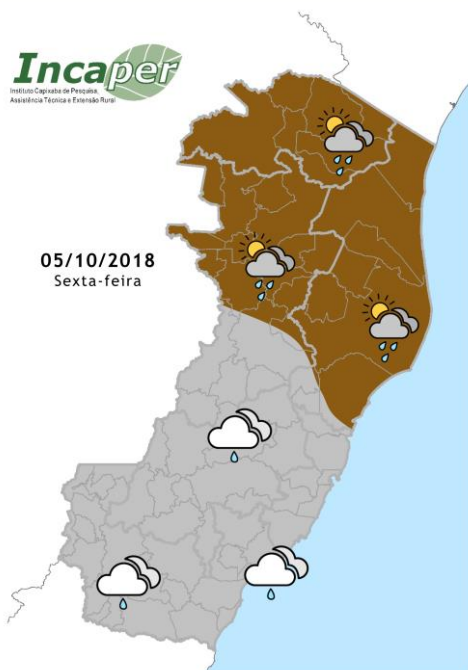 Incaper
Instituto Capixaba de Pesquisa,
Assistência Técnica e Extensão Rural
05/10/2018
Sexta-feira